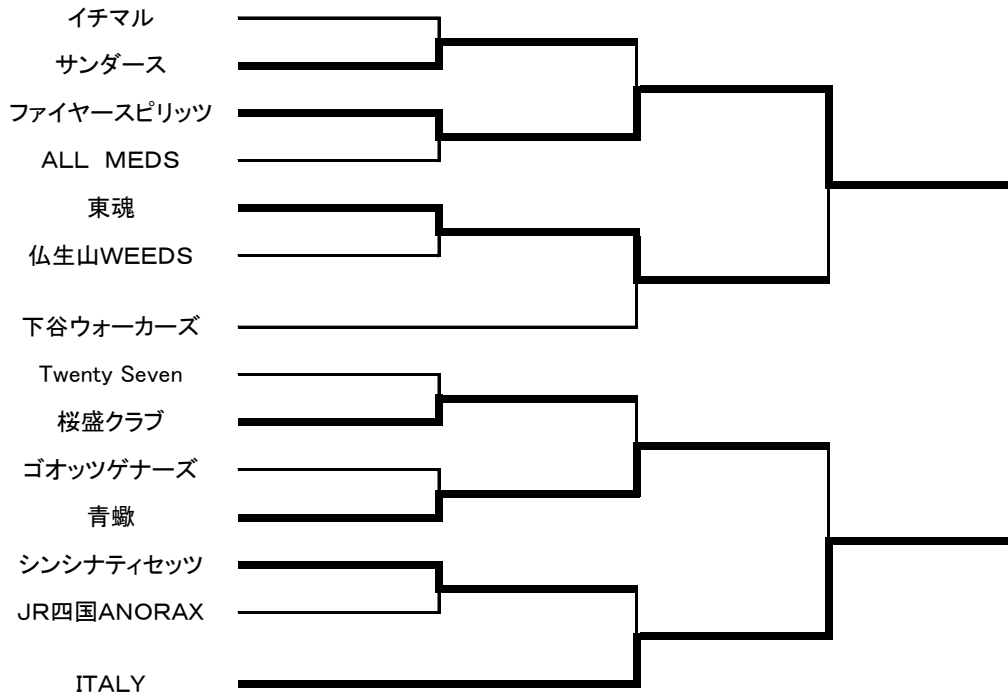 イチマル
サンダース
ファイヤースピリッツ
ALL　MEDS
東魂
仏生山WEEDS
下谷ウォーカーズ
Twenty Seven
桜盛クラブ
ゴオッツゲナーズ
青蠍
シンシナティセッツ
JR四国ANORAX
ITALY